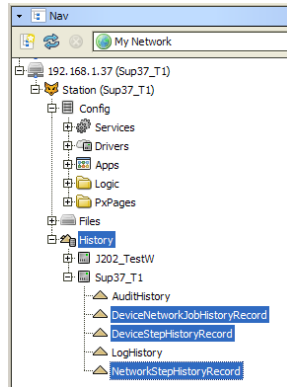 Nav
My Network
192.168.1.37 (Sup37_T1)
Station (Sup37_T1)
Config
Services
Drivers
Apps
Logic
PxPages
Files
History
J202_TestW
Sup37_T1
AuditHistory
DeviceNetworkJobHistoryRecord
DeviceStepHistoryRecord
LogHistory
NetworkStepHistoryRecord